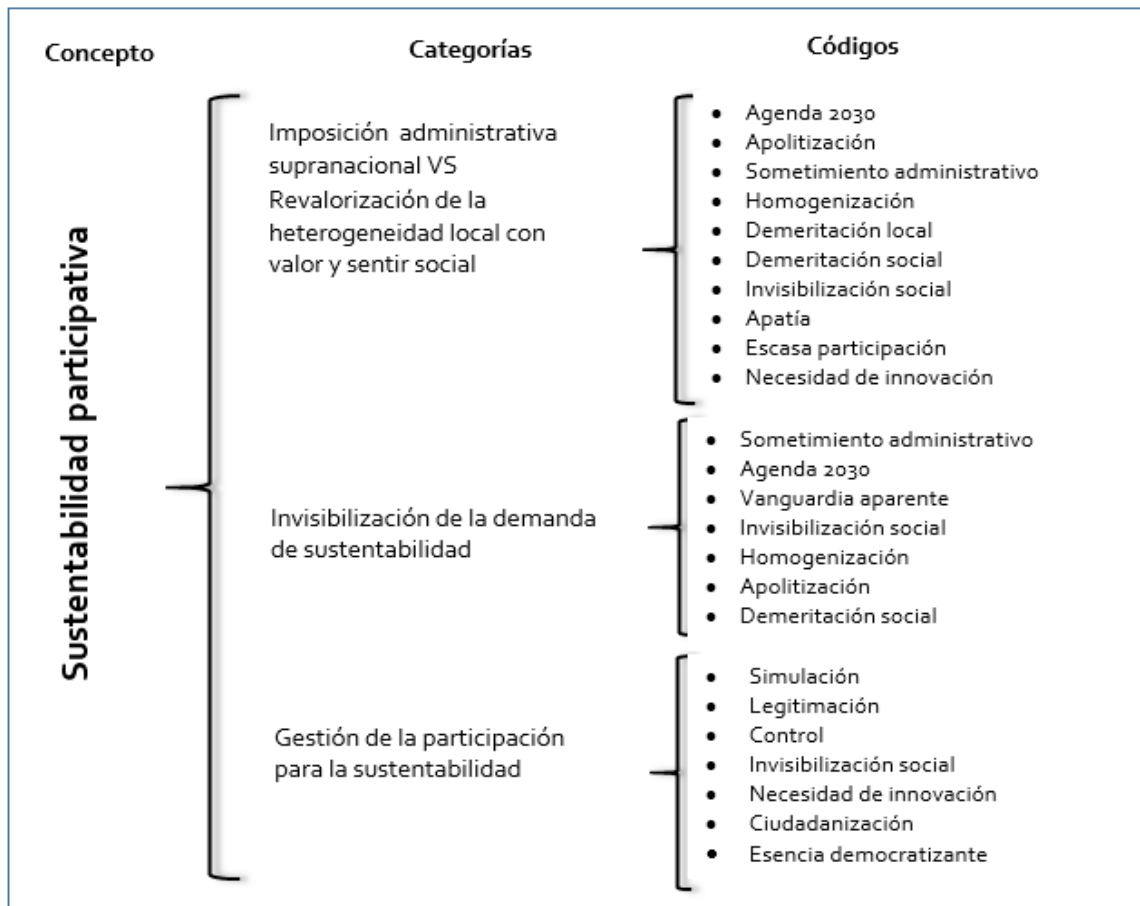 Concepto
Categorías
Códigos
Sustentabilidad participativa
Imposición administrativa
supranacional VS
Revalorización de la
heterogeneidad local con
valor y sentir social
• Agenda 2030
• Apolitización
• Sometimiento administrativo
• Homogenización
• Demeritación local
• Demeritación social
• Invisibilización social
• Apatía
• Escasa participación
• Necesidad de innovación
Invisibilización de la demanda
de sustentabilidad
• Sometimiento administrativo
• Agenda 2030
• Vanguardia aparente
• Invisibilización social
• Homogenización
• Apolitización
• Demeritación social
Gestión de la participación
para la sustentabilidad
• Simulación
• Legitimación
• Control
• Invisibilización social
• Necesidad de innovación
• Ciudadanización
• Esencia democratizante